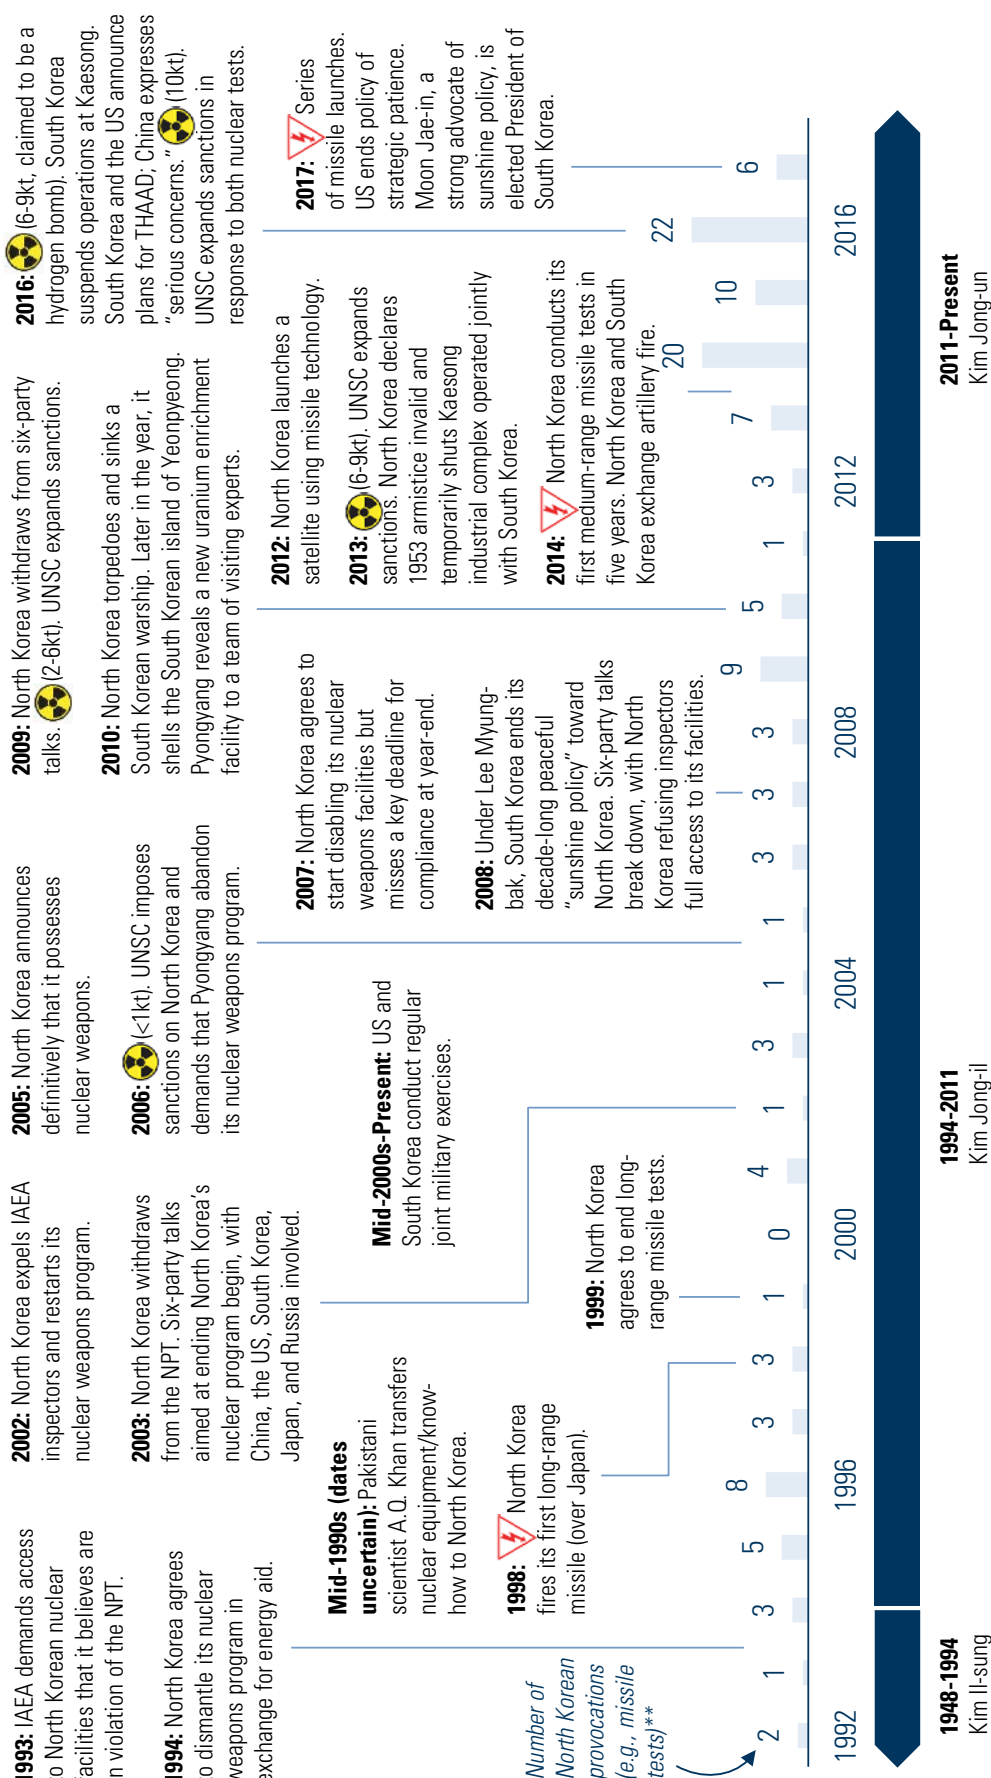 1993: IAEA demands access
to North Korean nuclear
facilities that it believes are
in violation of the NPT.
1994: North Korea agrees
to dismantle its nuclear
weapons program in
exchange for energy aid.
2002: North Korea expels IAEA
inspectors and restarts its
nuclear weapons program.
2003: North Korea withdraws
from the NPT. Six-party talks
aimed at ending North Korea's
nuclear program begin, with
China, the US, South Korea,
Japan, and Russia involved.
2005: North Korea announces
definitively that it possesses
nuclear weapons.
2006: (<1kt). UNSC imposes
sanctions on North Korea and
demands that Pyongyang abandon
its nuclear weapons program.
2009: North Korea withdraws from six-party
talks. (2-6kt). UNSC expands sanctions.
2010: North Korea torpedoes and sinks a
South Korean warship. Later in the year, it
shells the South Korean island of Yeonpyeong.
Pyongyang reveals a new uranium enrichment
facility to a team of visiting experts.
2016: (6-9kt, claimed to be a
hydrogen bomb). South Korea
suspends operations at Kaesong.
South Korea and the US announce
plans for THAAD; China expresses
"serious concerns." (10kt).
UNSC expands sanctions in
response to both nuclear tests.
Mid-1990s (dates
uncertain): Pakistani
scientist A.Q. Khan transfers
nuclear equipment/know-
how to North Korea.
1998: North Korea
fires its first long-range
missile (over Japan).
Mid-2000s-Present: US and
South Korea conduct regular
joint military exercises.
1999: North Korea
agrees to end long-
range missile tests.
2007: North Korea agrees to
start disabling its nuclear
weapons facilities but
misses a key deadline for
compliance at year-end.
2008: Under Lee Myung-
bak, South Korea ends its
decade-long peaceful
"sunshine policy" toward
North Korea. Six-party talks
break down, with North
Korea refusing inspectors
full access to its facilities.
2012: North Korea launches a
satellite using missile technology.
2013: (6-9kt). UNSC expands
sanctions. North Korea declares
1953 armistice invalid and
temporarily shuts Kaesong
industrial complex operated jointly
with South Korea.
2014: North Korea conducts its
first medium-range missile tests in
five years. North Korea and South
Korea exchange artillery fire.
2017: Series
of missile launches.
US ends policy of
strategic patience.
Moon Jae-in, a
strong advocate of
sunshine policy, is
elected President of
South Korea.
Number of
North Korean
provocations
(e.g., missile
tests)**
2 1 3 5 8 3 3 1 0 4 1 3 1 1 3 3 3 9 5 1 3 7 20 10 22 6
1992 1996 2000 2004 2008 2012 2016
1948-1994
Kim Il-sung
1994-2011
Kim Jong-il
2011-Present
Kim Jong-un